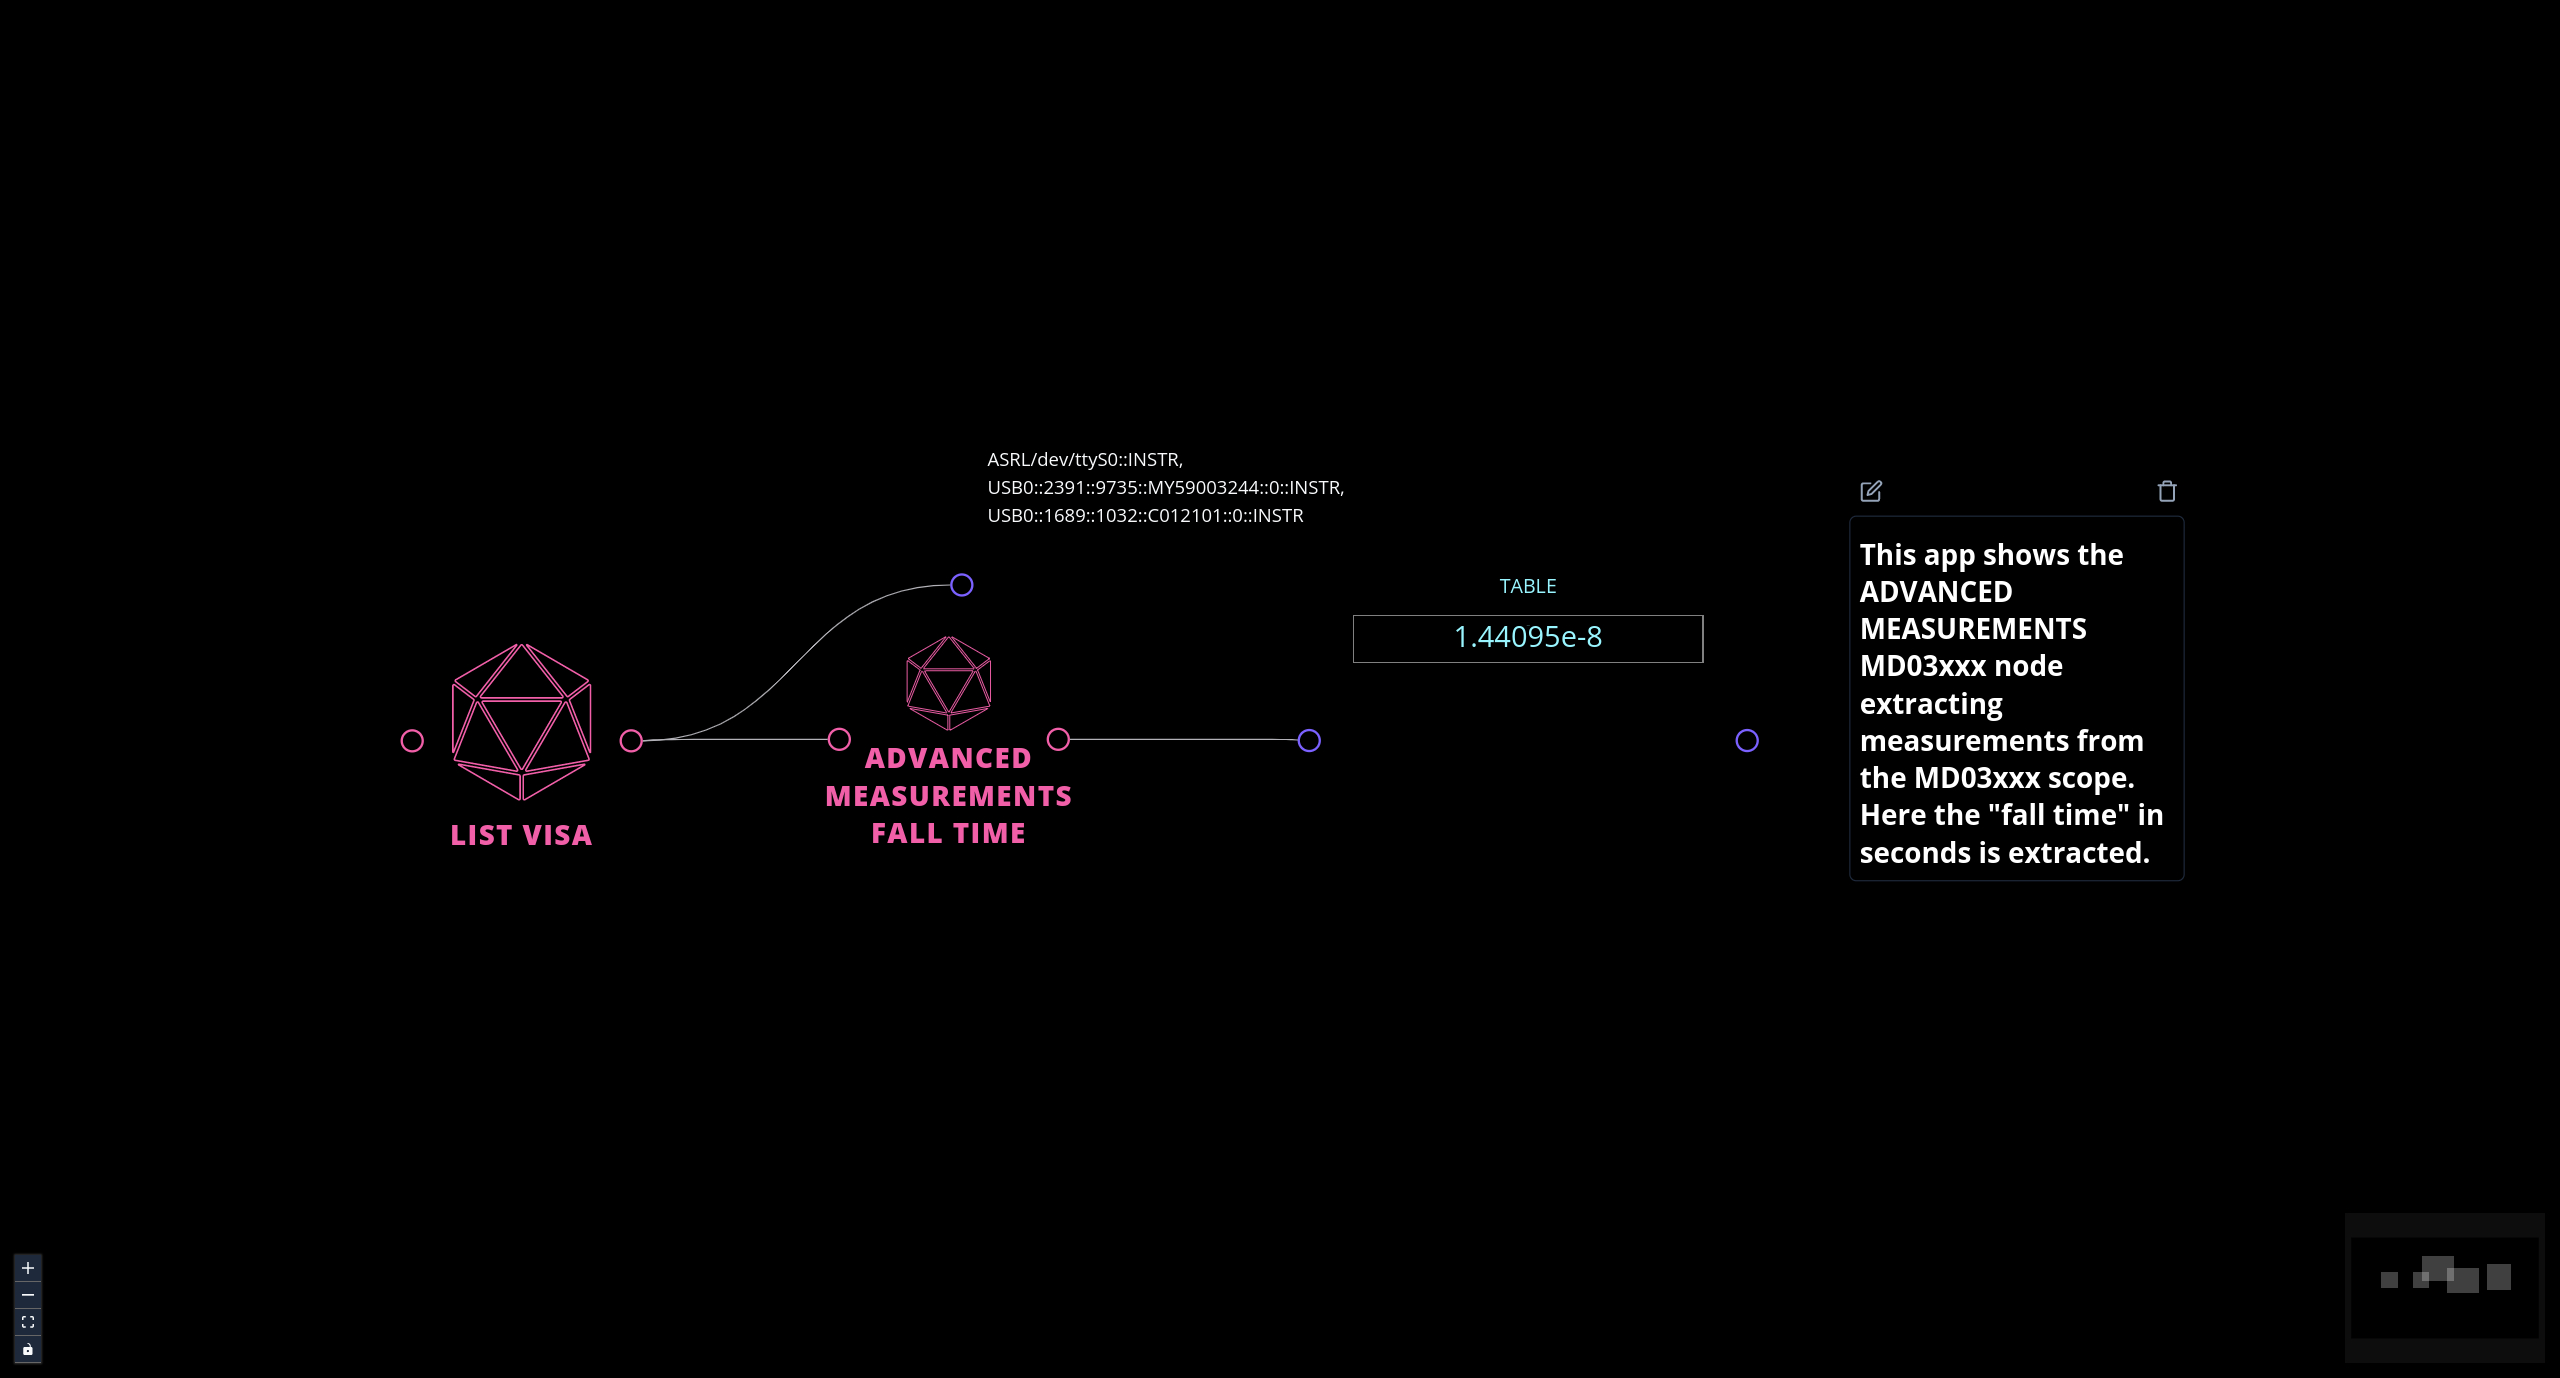 ASRL/dev/ttyS0::INSTR,
USB0::2391::9735::MY59003244::0::INSTR,
USB0::1689::1032::C012101::0::INSTR
LIST VISA
ADVANCED
MEASUREMENTS
FALL TIME
TABLE
1.44095e-8
This app shows the
ADVANCED
MEASUREMENTS
MD03xxx node
extracting
measurements from
the MD03xxx scope.
Here the "fall time" in
seconds is extracted.